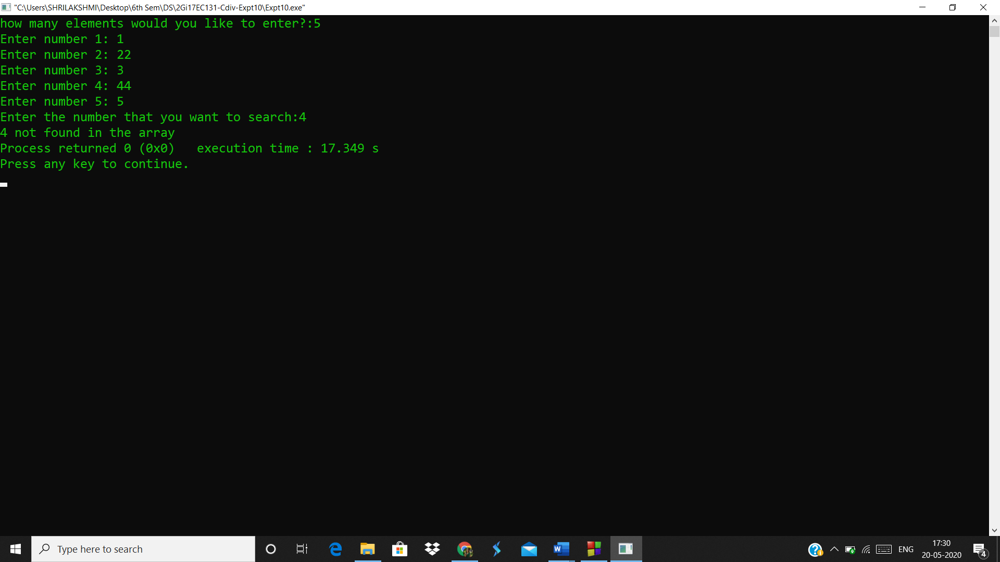 "C:\Users\SHRILAKSHMI\Desktop\6th Sem\DS\2Gi17EC131-Cdiv-Expt10\Expt10.exe"
how many elements would you like to enter?:5
Enter number 1: 1
Enter number 2: 22
Enter number 3: 3
Enter number 4: 44
Enter number 5: 5
Enter the number that you want to search:4
4 not found in the array
Process returned 0 (0x0)   execution time : 17.349 s
Press any key to continue.
Type here to search
ENG
17:30
20-05-2020
4